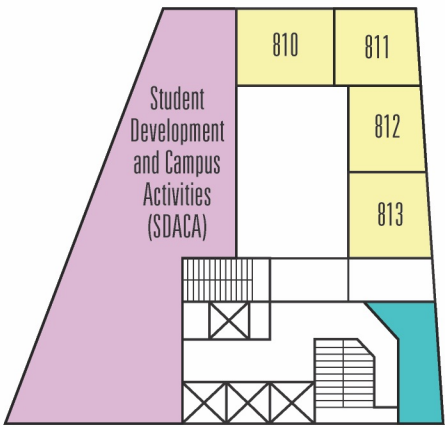 810
811
Student
Development
and Campus
Activities
(SDACA)
812
813